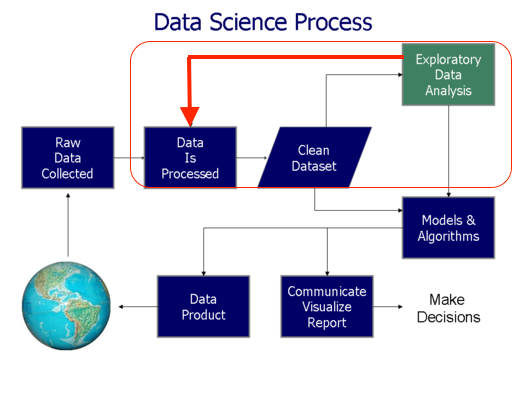 Data Science Process
Exploratory
Data
Analysis
Raw
Data
Collected
Data
Is
Processed
Clean
Dataset
Models &
Algorithms
Data
Product
Communicate
Visualize
Report
Make
Decisions